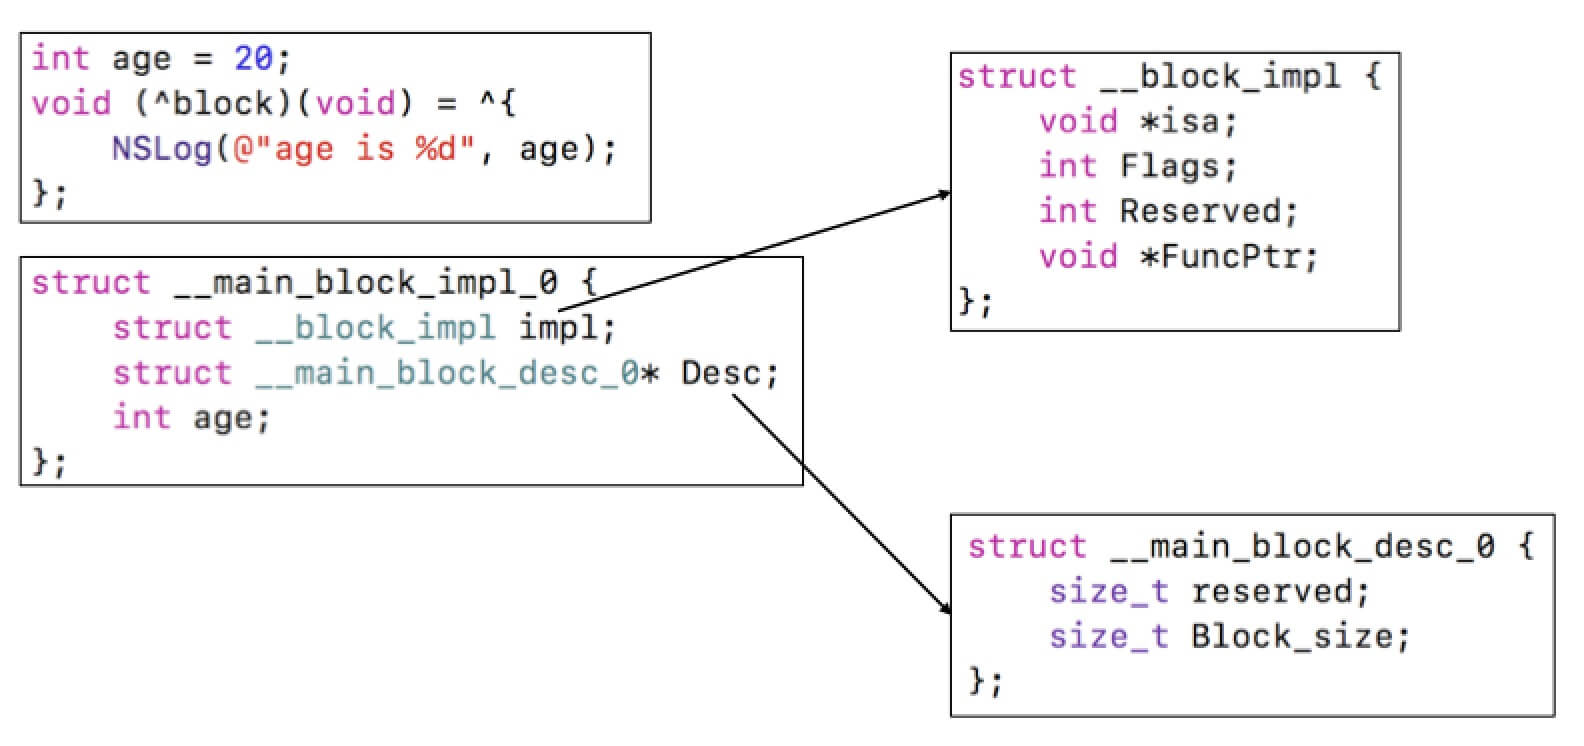 int age = 20;
void (^block)(void) = ^{
    NSLog(@"age is %d", age);
};
struct __main_block_impl_0 {
    struct __block_impl impl;
    struct __main_block_desc_0* Desc;
    int age;
};
struct __block_impl {
    void *isa;
    int Flags;
    int Reserved;
    void *FuncPtr;
};
struct __main_block_desc_0 {
    size_t reserved;
    size_t Block_size;
};